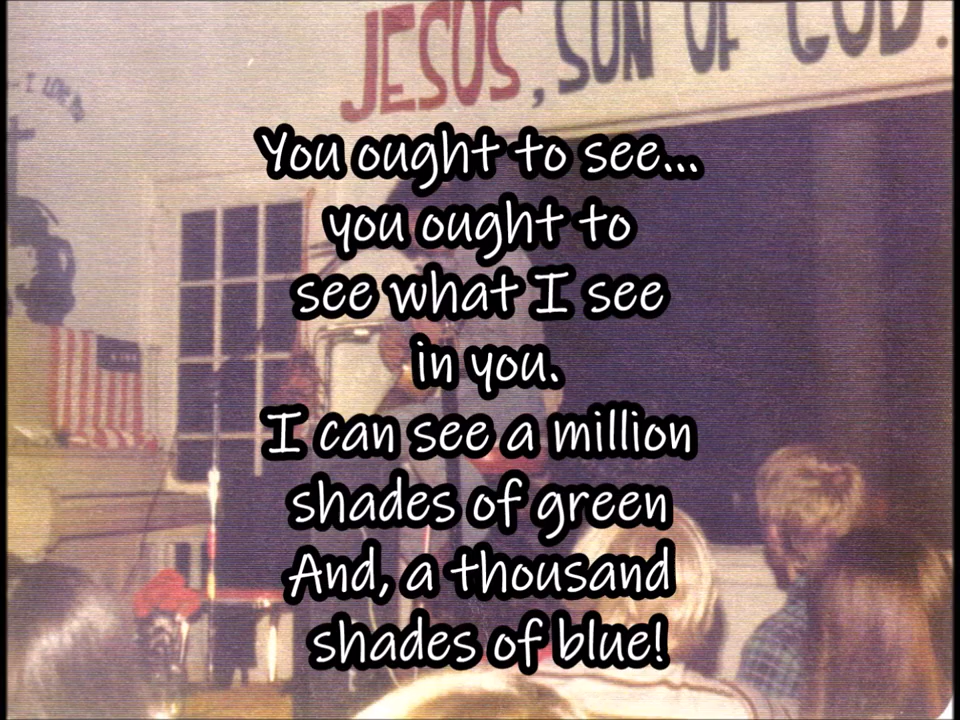 JESUS, SON OF GOD.
I LOVE
You ought to see...
you ought to
see what I see
in you.
I can see a million
shades of green
And, a thousand
shades of blue!